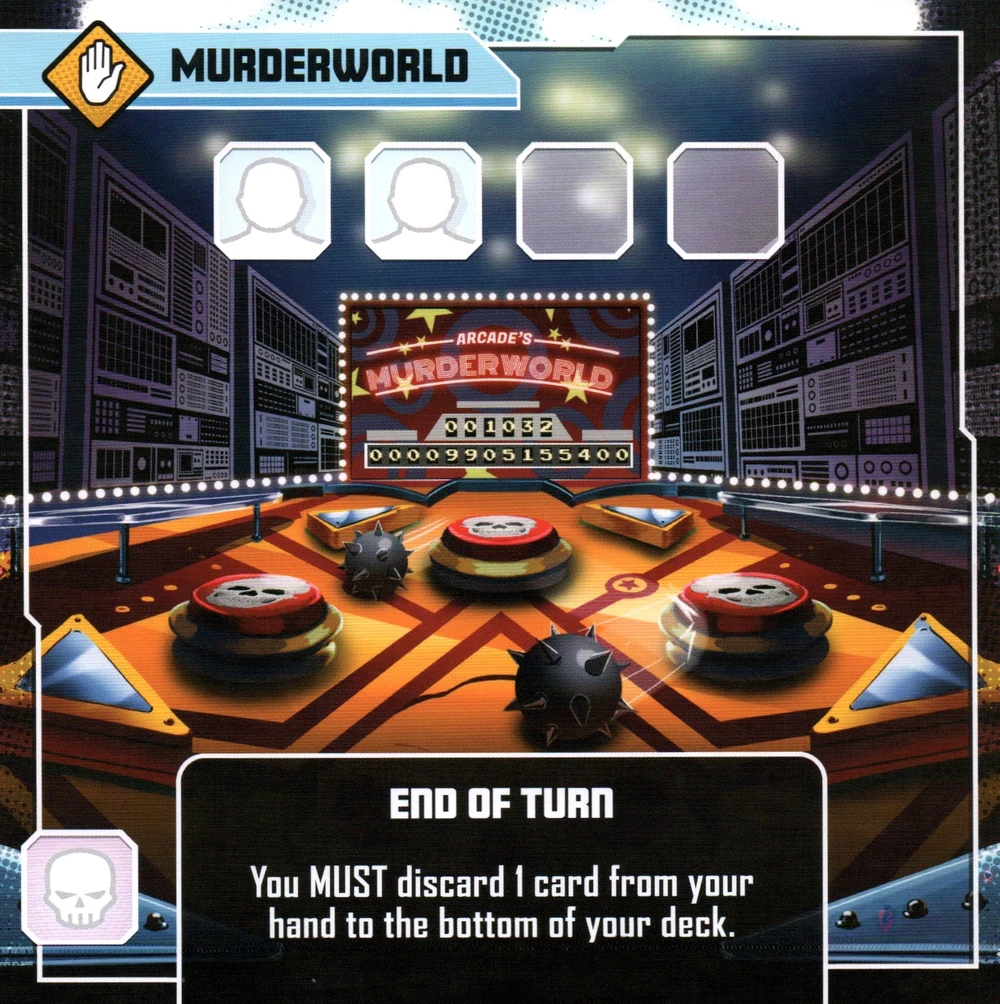 MURDERWORLD
ARCADE'S
MURDERWORLD
001032
00009905155400
END OF TURN
You MUST discard 1 card from your
hand to the bottom of your deck.